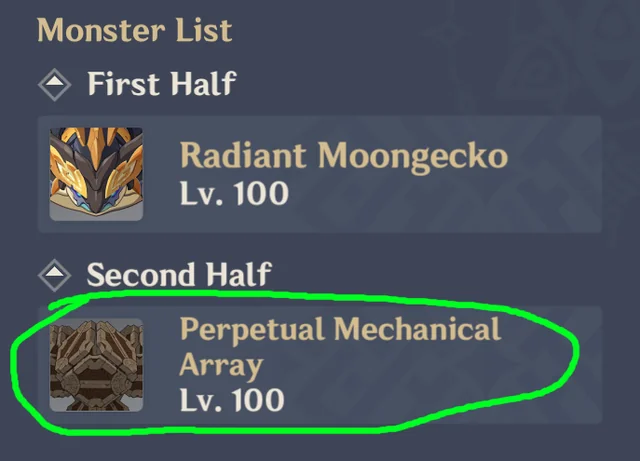 Monster List
First Half
Radiant Moongecko
Lv. 100
Second Half
Perpetual Mechanical
Array
Lv. 100